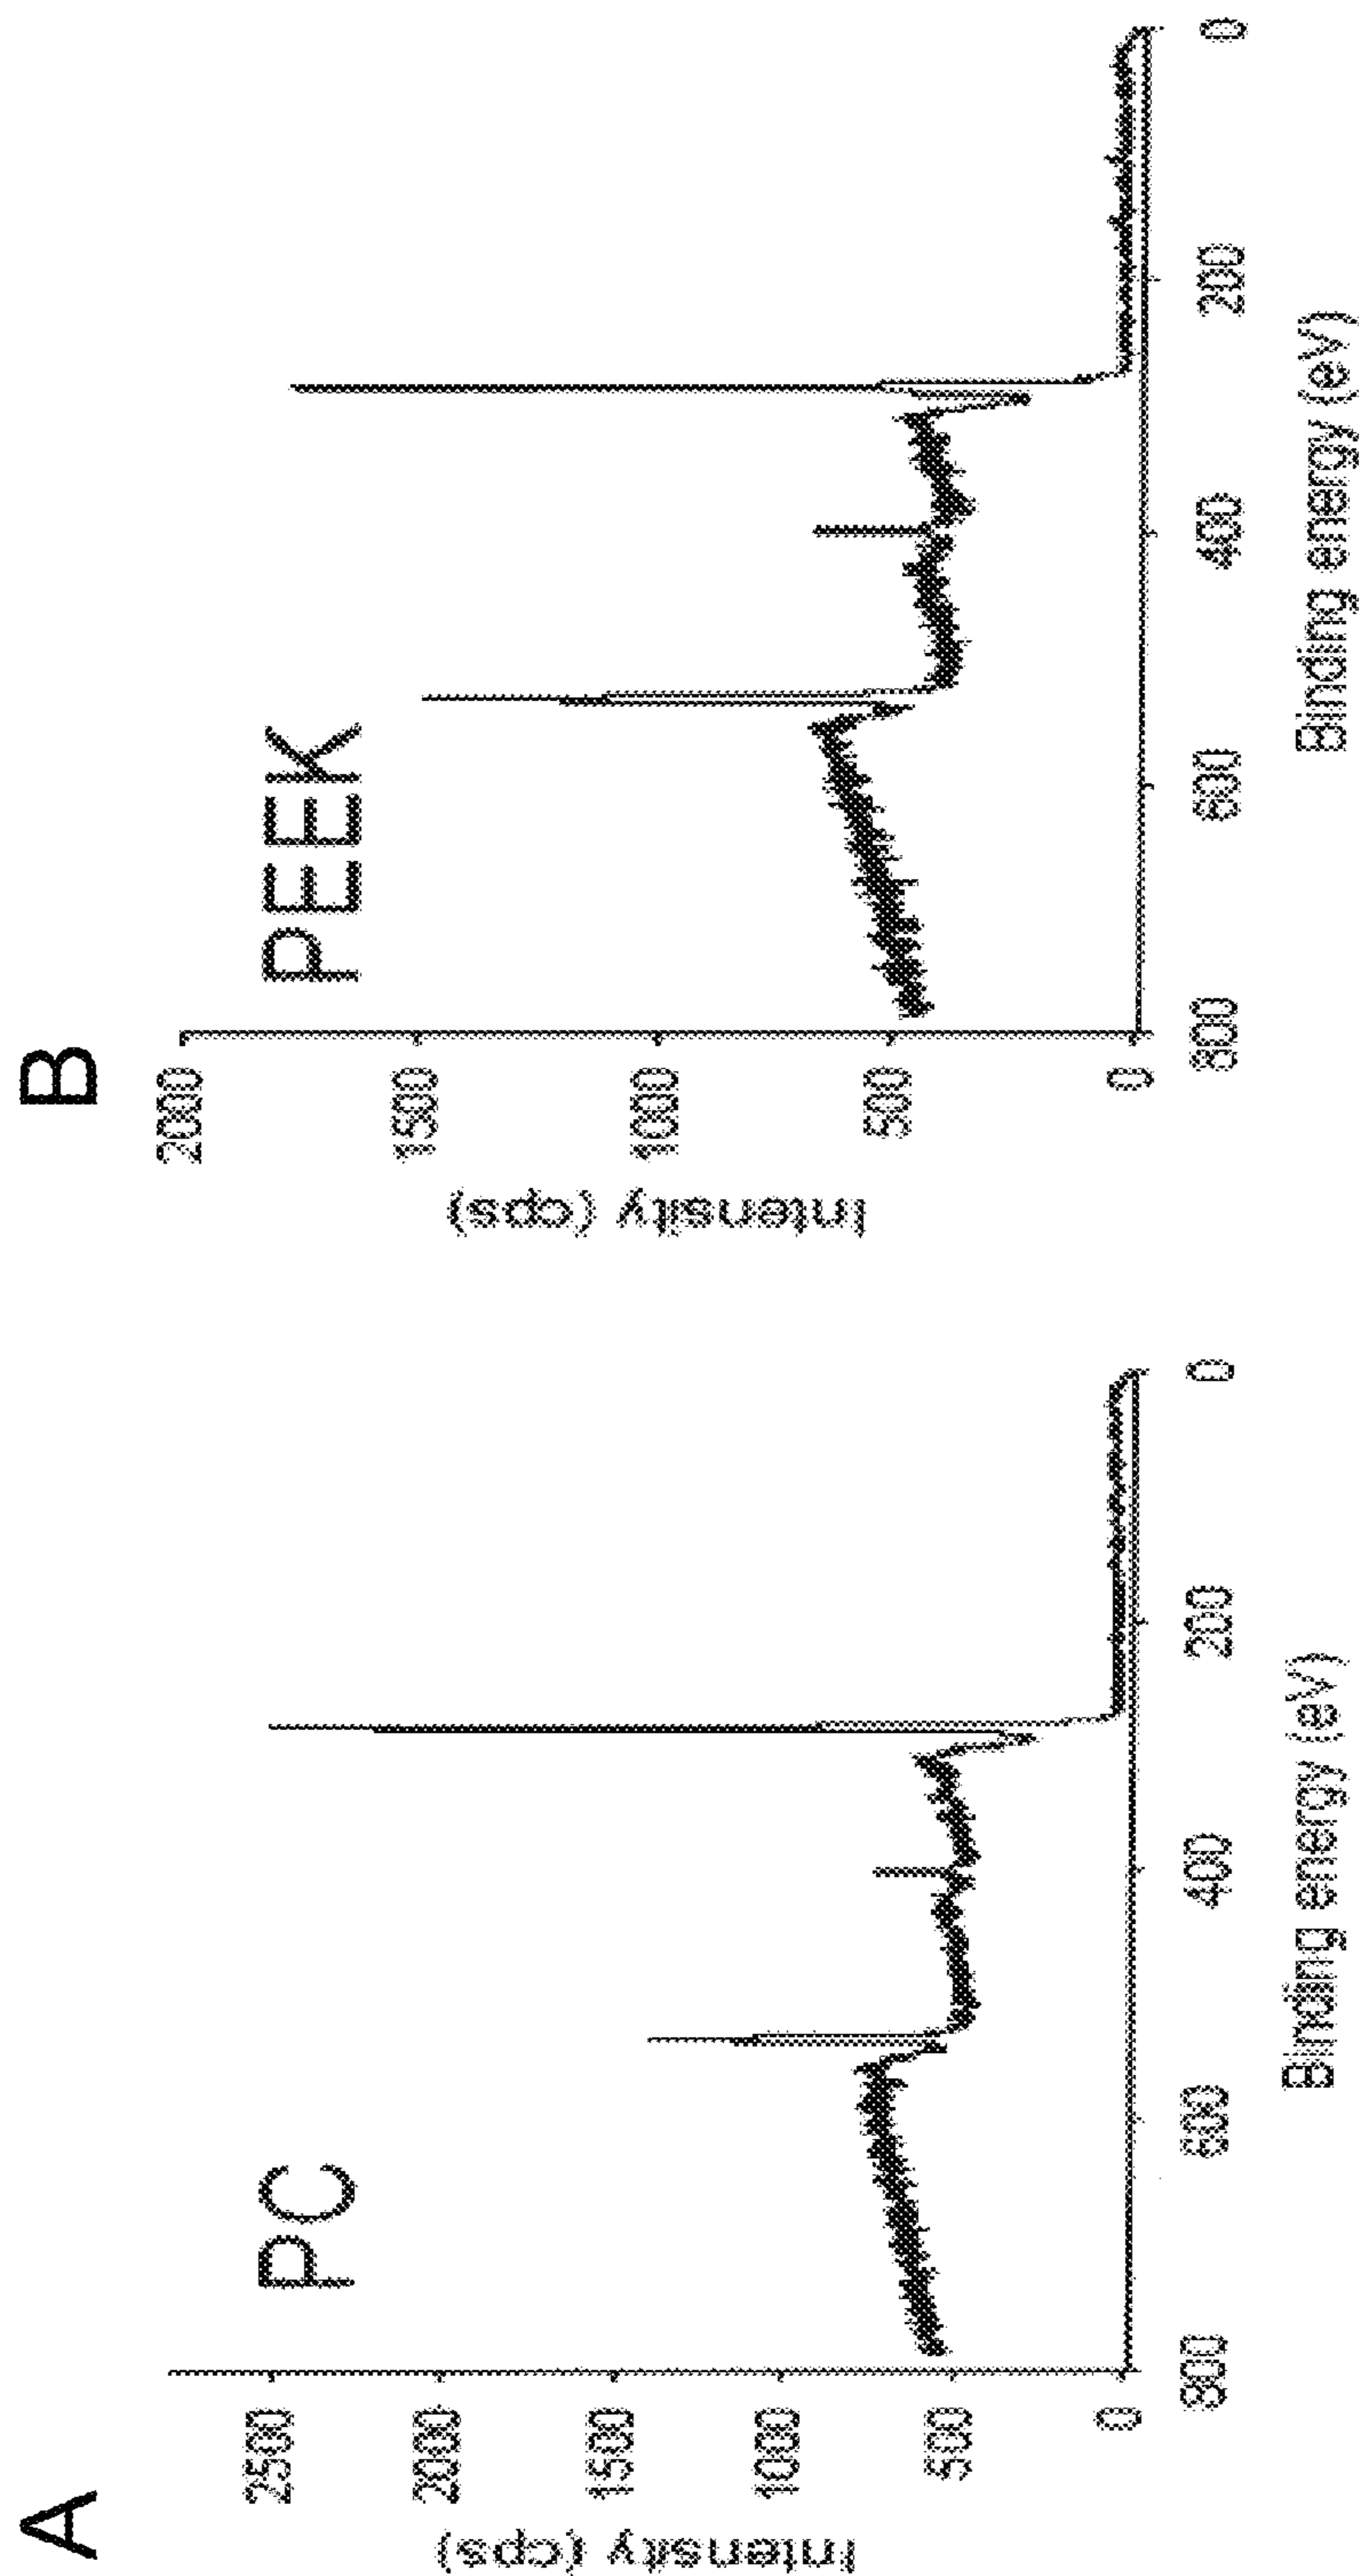 A
PC
Intensity (cps)
2500
2000
1500
1000
500
0
800
600
400
200
0
Binding energy (eV)
B
PEEK
Intensity (cps)
2000
1500
1000
500
0
800
600
400
200
0
Binding energy (eV)